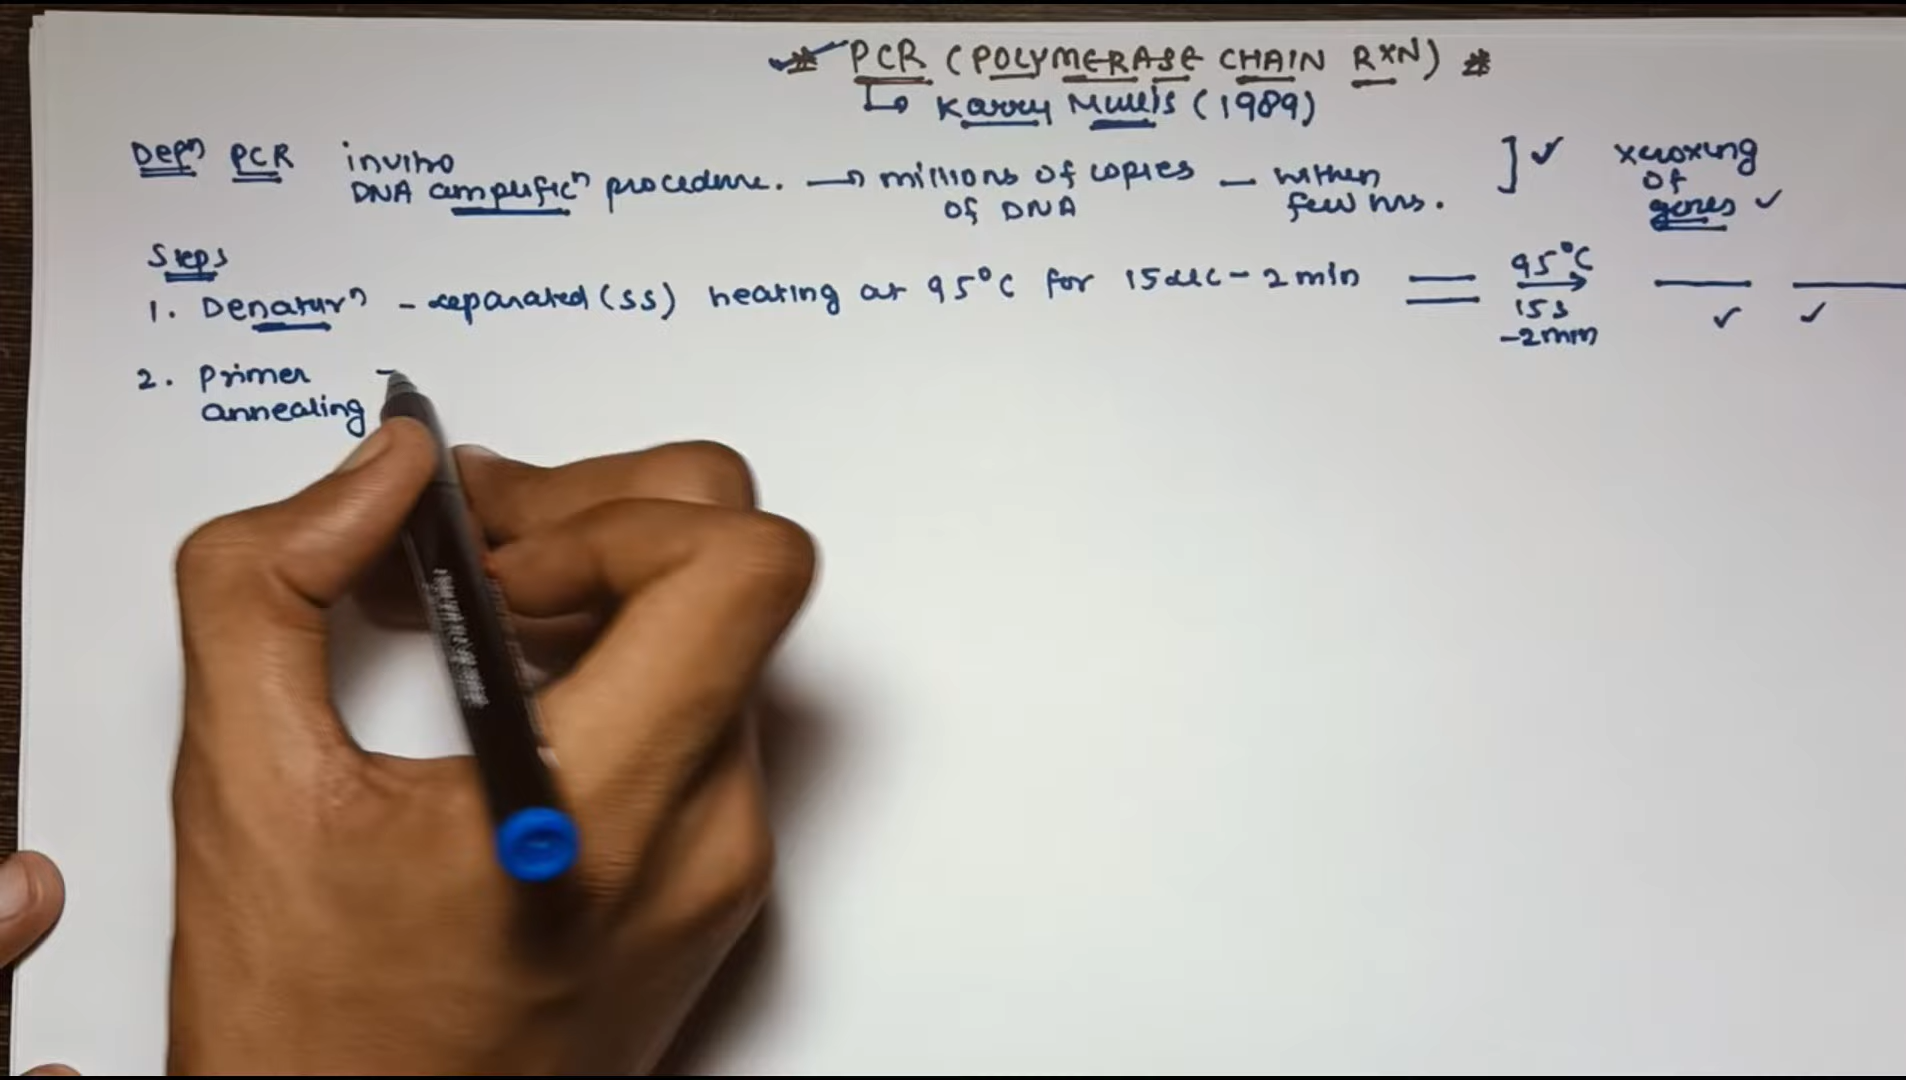 * PCR (POLYMERASE CHAIN RXN) *
↳ Karry Mullis (1989)
Defⁿ PCR invitro
DNA amplificⁿ procedure. → millions of copies — within
of DNA few hrs.
] ✓ xeroxing
of
genes ✓
Steps
1. Denaturⁿ - separated (ss) heating at 95°C for 15 sec - 2 min
95°C
→
15s
-2min
✓ ✓
2. Primer -
annealing